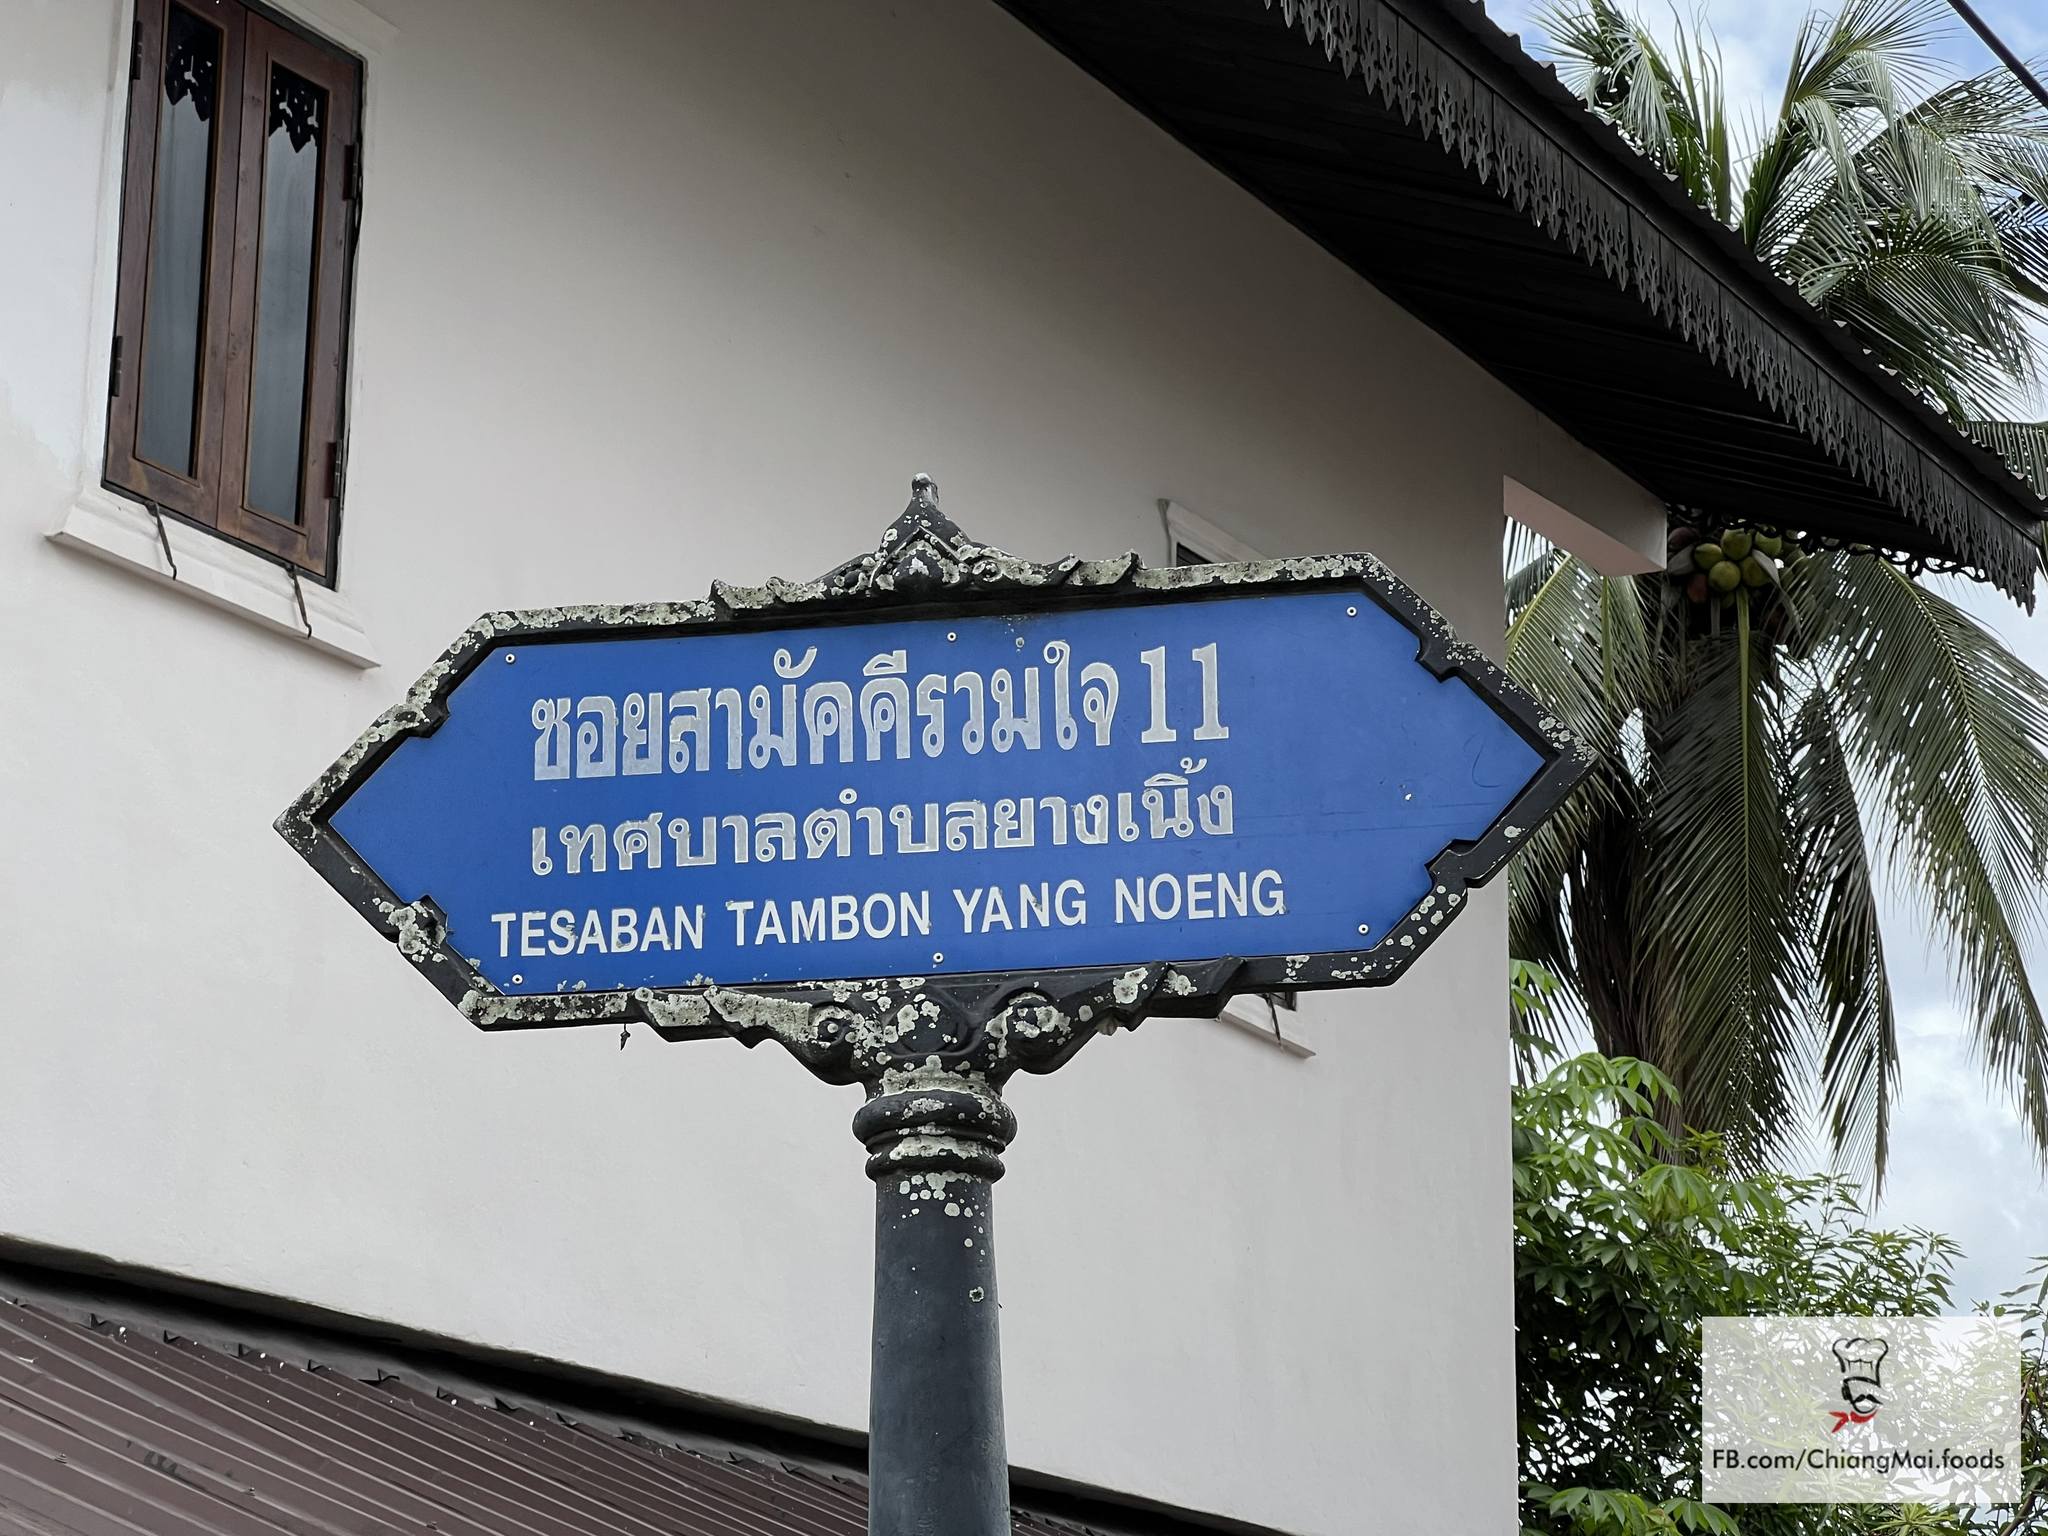 ซอยสามัคคีรวมใจ 11
เทศบาลตำบลยางเนิ้ง
TESABAN TAMBON YANG NOENG
FB.com/ChiangMai.foods